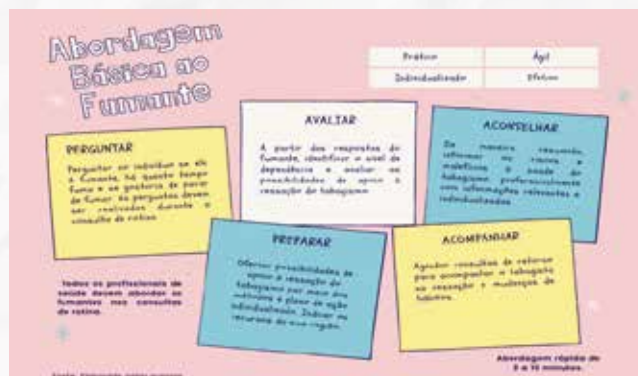 Abordagem
Básica ao
Fumante
Prático
Ágil
Individualizado
Efetivo
PERGUNTAR
Perguntar ao indivíduo se ele
é fumante, há quanto tempo
fuma e se gostaria de parar
de fumar. As perguntas devem
ser realizadas durante a
consulta de rotina.
AVALIAR
A partir das respostas do
fumante, identificar o nível de
dependência e avaliar as
possibilidades de apoio à
cessação do tabagismo.
ACONSELHAR
De maneira resumida,
informar os riscos e
malefícios à saúde do
tabagismo, preferencialmente
com informações relevantes e
individualizadas.
PREPARAR
Oferecer possibilidades de
apoio à cessação do
tabagismo por meio dos
métodos e plano de ação
individualizado. Indicar os
recursos da sua região.
ACOMPANHAR
Agendar consultas de retorno
para acompanhar o tabagista
na cessação e mudanças de
hábitos.
Todos os profissionais de
saúde devem abordar os
fumantes nas consultas
de rotina.
Abordagem rápida de
3 a 10 minutos.